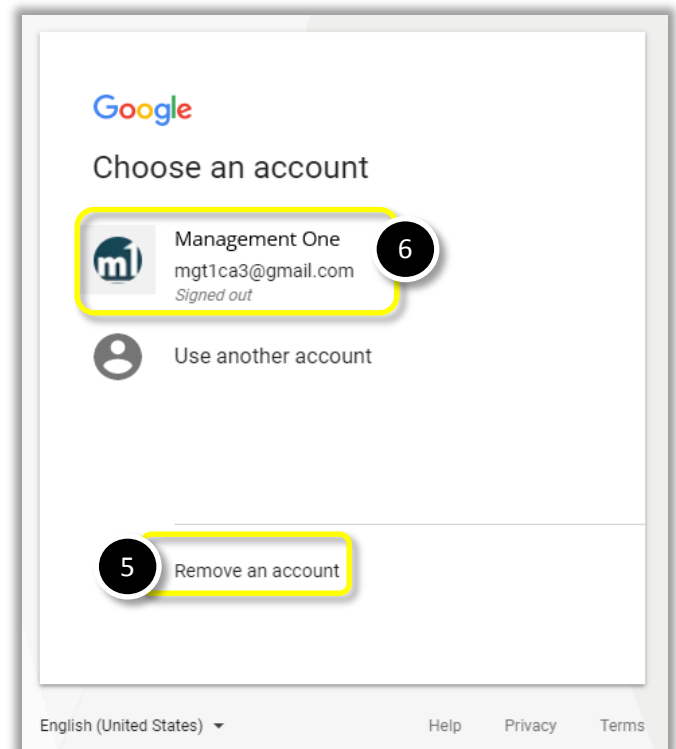 Google
Choose an account
m1
Management One
6
mgt1ca3@gmail.com
Signed out
Use another account
5
Remove an account
English (United States)
Help Privacy Terms